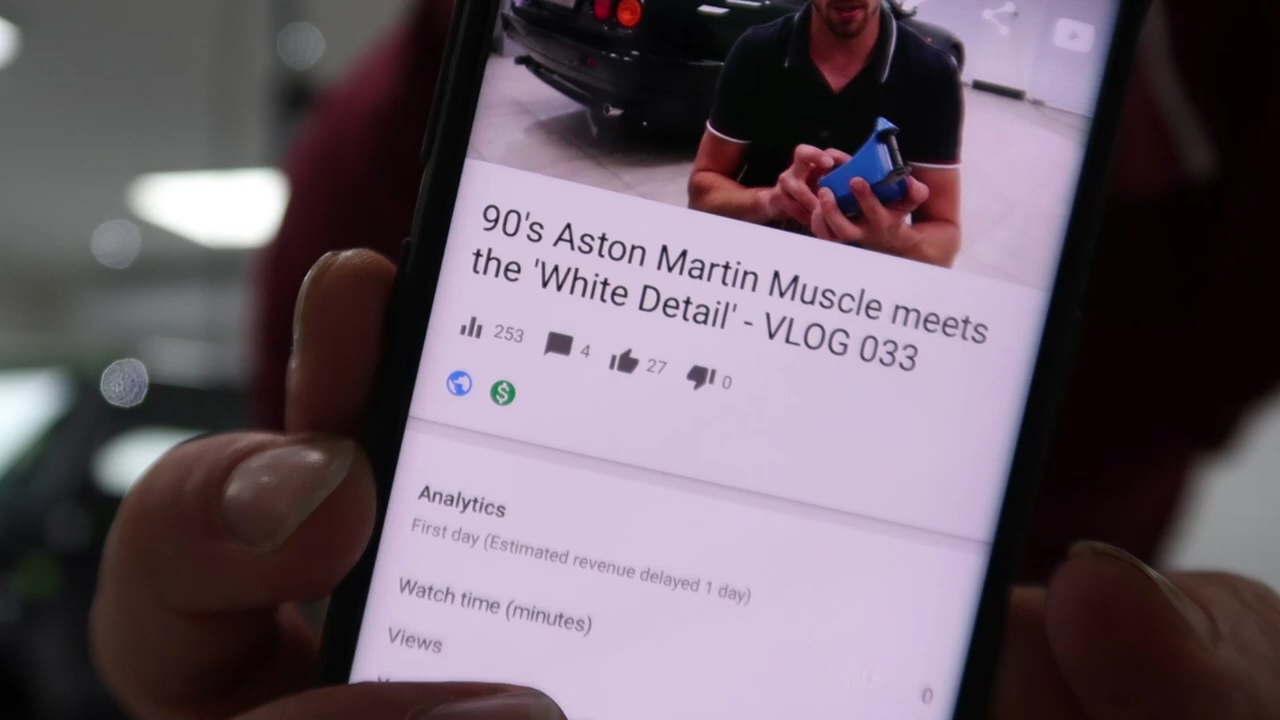 90's Aston Martin Muscle meets
the 'White Detail' - VLOG 033
253 4 27 0
$
Analytics
First day (Estimated revenue delayed 1 day)
Watch time (minutes)
Views
0